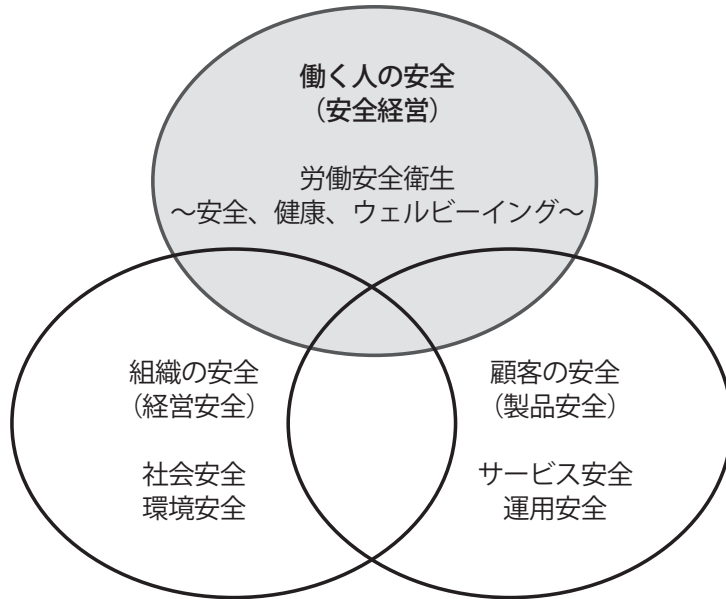 働く人の安全
（安全経営）
労働安全衛生
～安全、健康、ウェルビーイング～
組織の安全
（経営安全）
社会安全
環境安全
顧客の安全
（製品安全）
サービス安全
運用安全